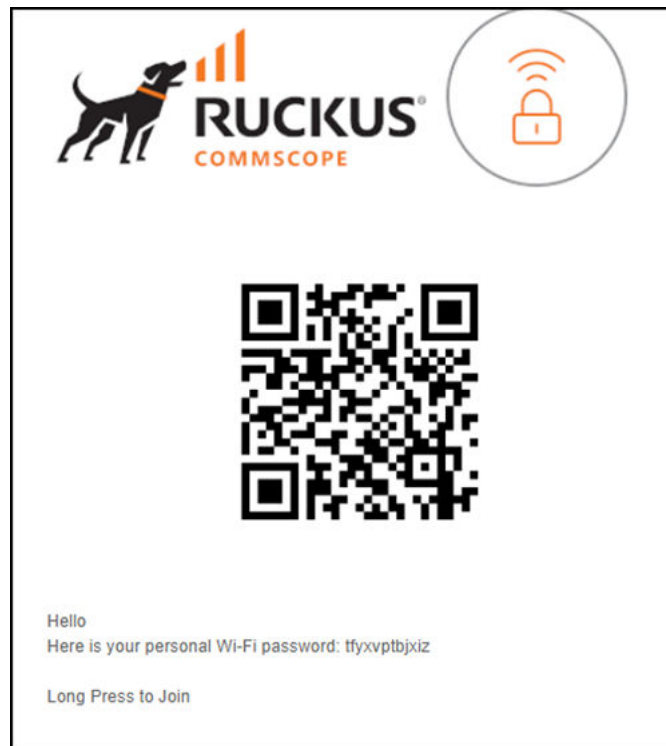 RUCKUS®
COMMSCOPE
Hello
Here is your personal Wi-Fi password: tfyxvptbjxiz
Long Press to Join